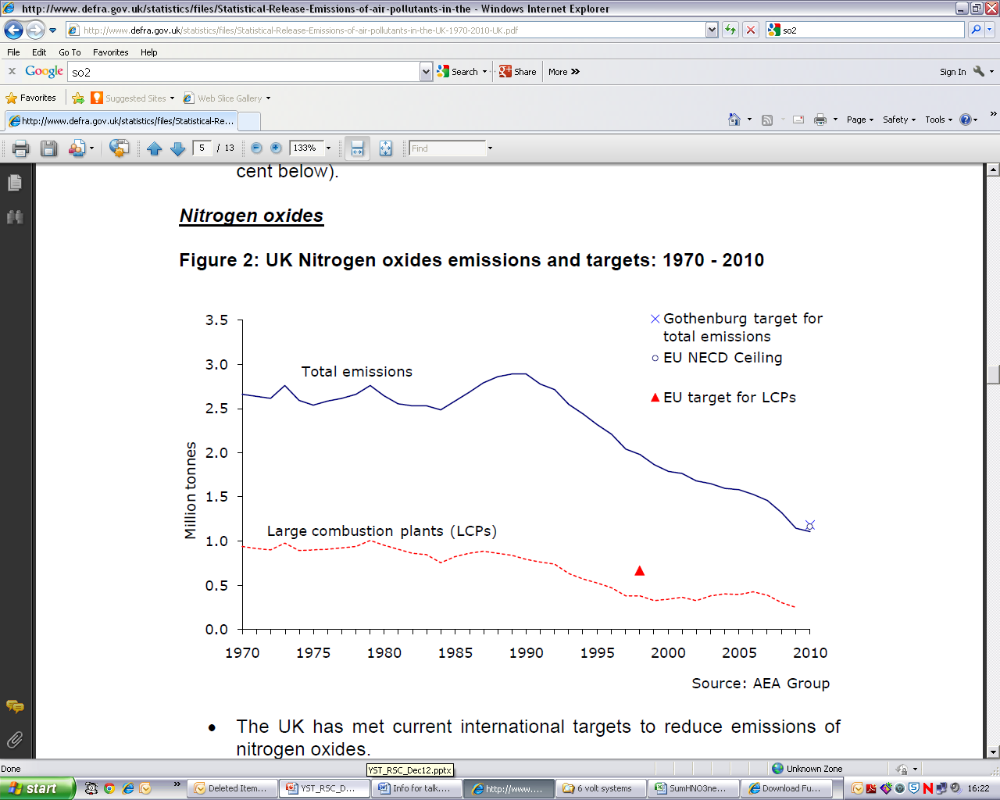 http://www.defra.gov.uk/statistics/files/Statistical-Release-Emissions-of-air-pollutants-in-the - Windows Internet Explorer
http://www.defra.gov.uk/statistics/files/Statistical-Release-Emissions-of-air-pollutants-in-the-UK-1970-2010-UK.pdf
so2
File Edit Go To Favorites Help
x Google so2 Search Share More » Sign In
Favorites Suggested Sites Web Slice Gallery
http://www.defra.gov.uk/statistics/files/Statistical-Re... Page Safety Tools »
5 / 13 133% Find
cent below).
Nitrogen oxides
Figure 2: UK Nitrogen oxides emissions and targets: 1970 - 2010
Gothenburg target for
total emissions
EU NECD Ceiling
EU target for LCPs
Total emissions
Large combustion plants (LCPs)
Million tonnes
3.5
3.0
2.5
2.0
1.5
1.0
0.5
0.0
1970 1975 1980 1985 1990 1995 2000 2005 2010
Source: AEA Group
• The UK has met current international targets to reduce emissions of
nitrogen oxides.
Done
YST_RSC_Dec12.pptx
Unknown Zone
start » Deleted Item... YST_RSC_D... Info for talk.... http://www.... 6 volt systems SumHNO3ne... Download Fu... 16:22